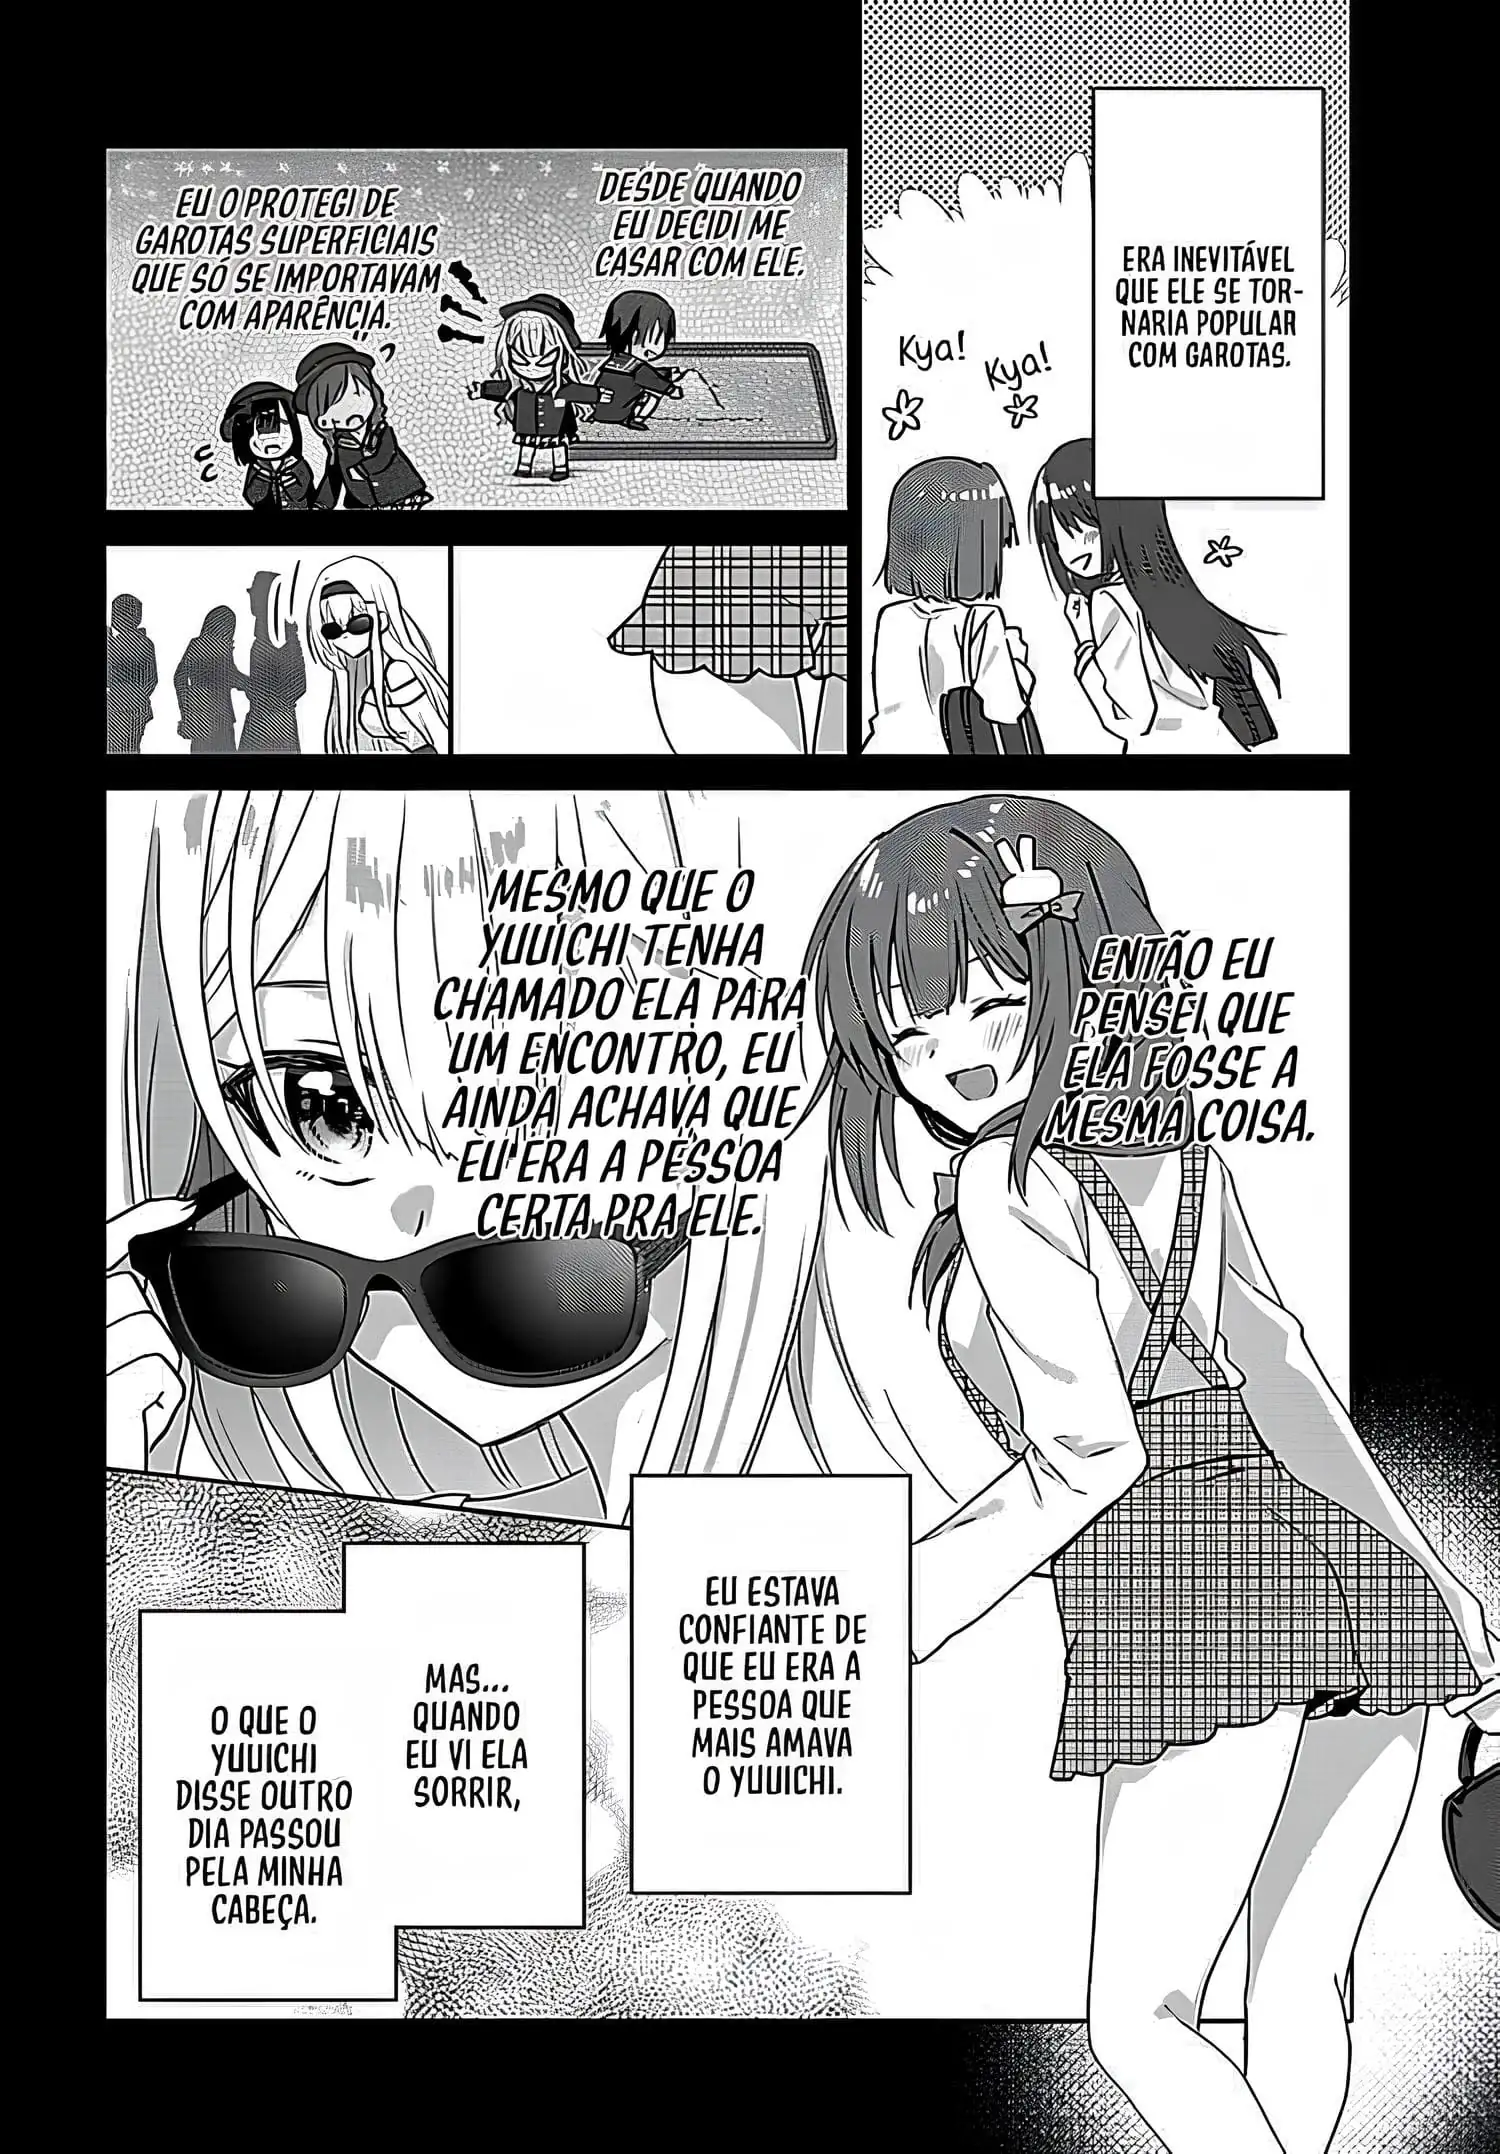 ERA INEVITÁVEL
QUE ELE SE TOR-
NARIA POPULAR
COM GAROTAS.
Kya!
Kya!
DESDE QUANDO
EU DECIDI ME
CASAR COM ELE.
EU O PROTEGI DE
GAROTAS SUPERFICIAIS
QUE SÓ SE IMPORTAVAM
COM APARÊNCIA.
ENTÃO EU
PENSEI QUE
ELA FOSSE A
MESMA COISA.
MESMO QUE O
YUUICHI TENHA
CHAMADO ELA PARA
UM ENCONTRO, EU
AINDA ACHAVA QUE
EU ERA A PESSOA
CERTA PRA ELE.
EU ESTAVA
CONFIANTE DE
QUE EU ERA A
PESSOA QUE
MAIS AMAVA
O YUUICHI.
MAS...
QUANDO
EU VI ELA
SORRIR,
O QUE O
YUUICHI
DISSE OUTRO
DIA PASSOU
PELA MINHA
CABEÇA.